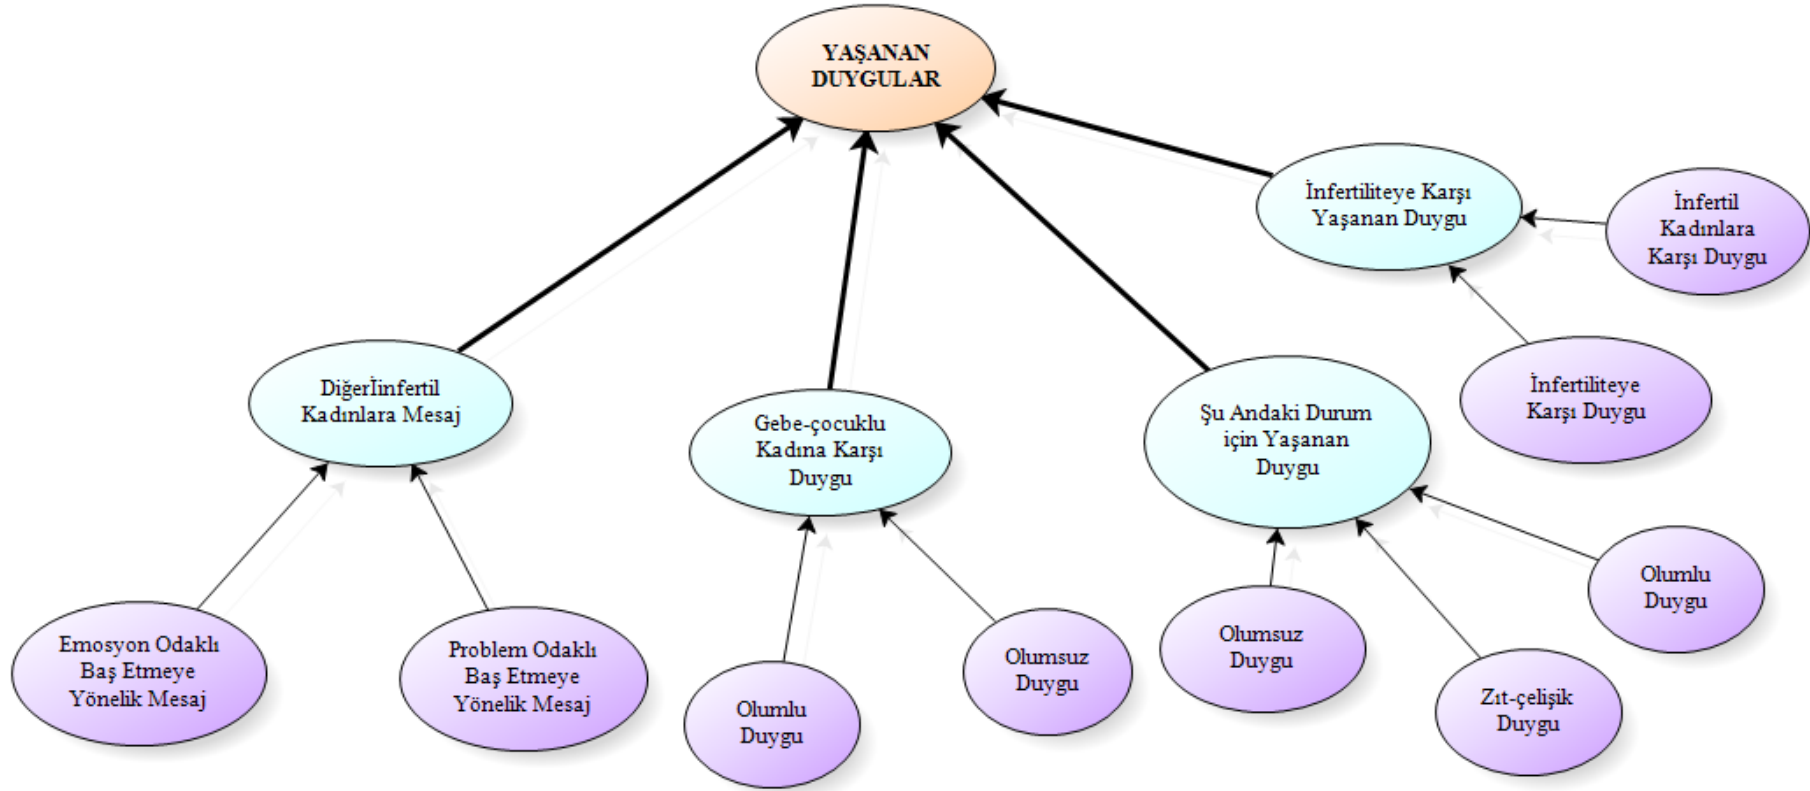 YAŞANAN
DUYGULAR
İnfertiliteye Karşı
Yaşanan Duygu
İnfertil
Kadınlara
Karşı Duygu
İnfertiliteye
Karşı Duygu
Diğerİinfertil
Kadınlara Mesaj
Gebe-çocuklu
Kadına Karşı
Duygu
Şu Andaki Durum
için Yaşanan
Duygu
Emosyon Odaklı
Baş Etmeye
Yönelik Mesaj
Problem Odaklı
Baş Etmeye
Yönelik Mesaj
Olumlu
Duygu
Olumsuz
Duygu
Olumsuz
Duygu
Zıt-çelişik
Duygu
Olumlu
Duygu